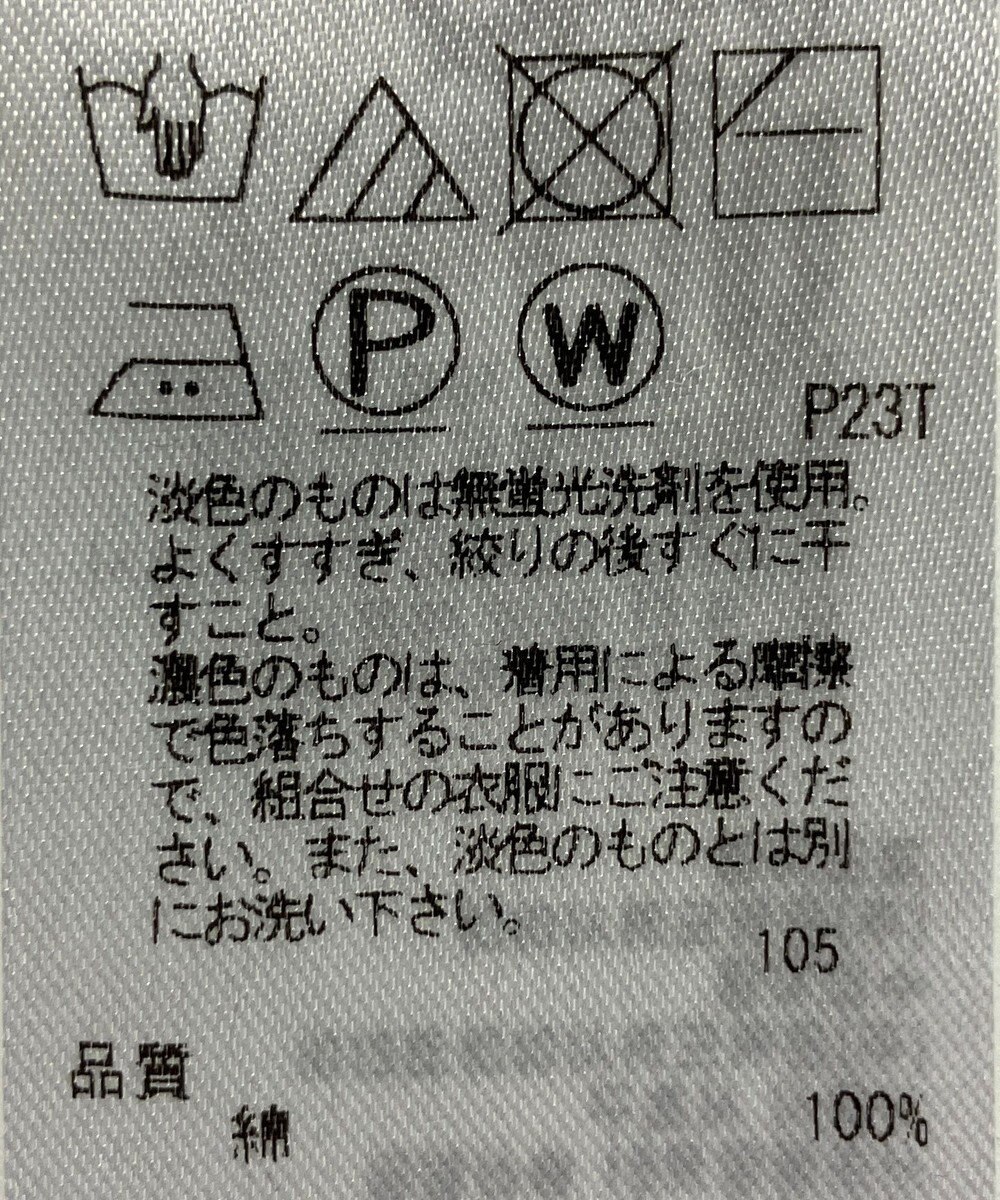 P
W
P23T
淡色のものは無蛍光洗剤を使用。
よくすすぎ、絞りの後すぐに干
すこと。
濃色のものは、着用による摩擦
で色落ちすることがありますの
で、組合せの衣服にご注意くだ
さい。また、淡色のものとは別
にお洗い下さい。
105
品質
綿
100%